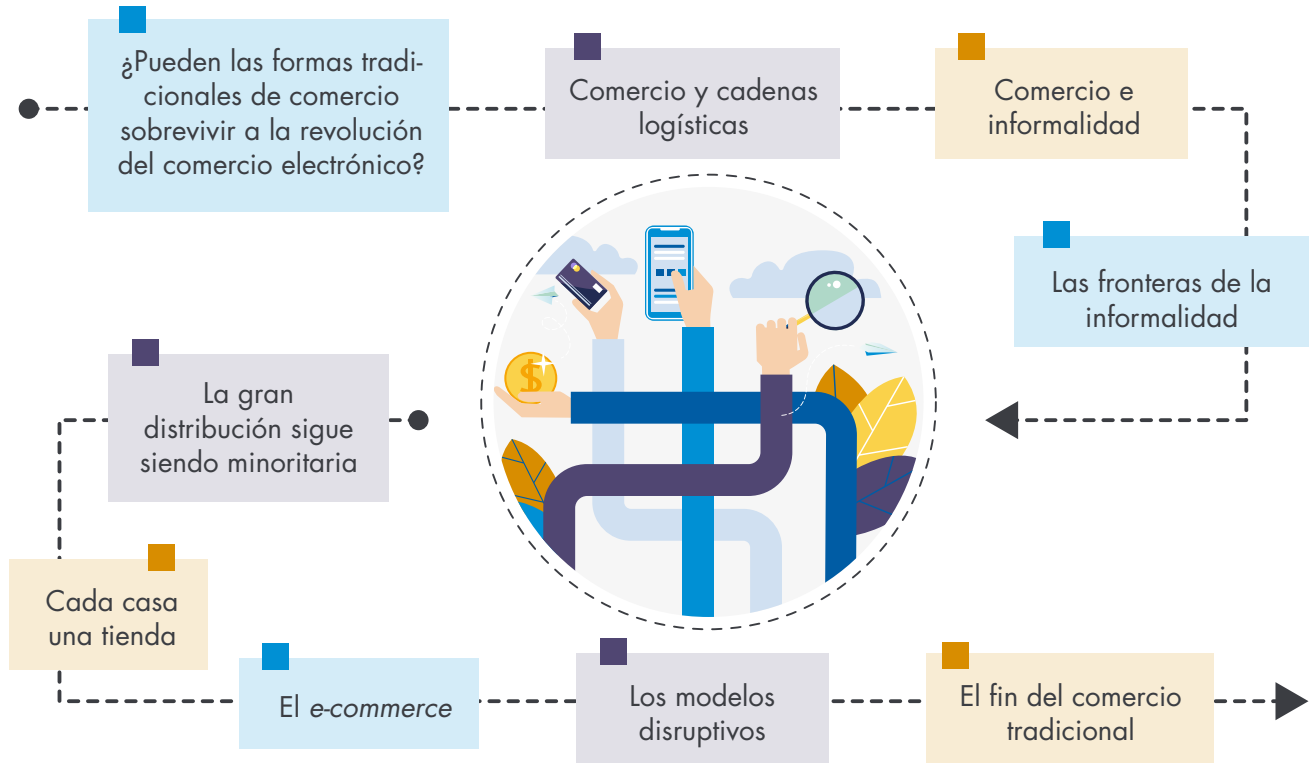 ¿Pueden las formas tradi-
cionales de comercio
sobrevivir a la revolución
del comercio electrónico?
Comercio y cadenas
logísticas
Comercio e
informalidad
Las fronteras de la
informalidad
La gran
distribución sigue
siendo minoritaria
Cada casa
una tienda
El e-commerce
Los modelos
disruptivos
El fin del comercio
tradicional
$